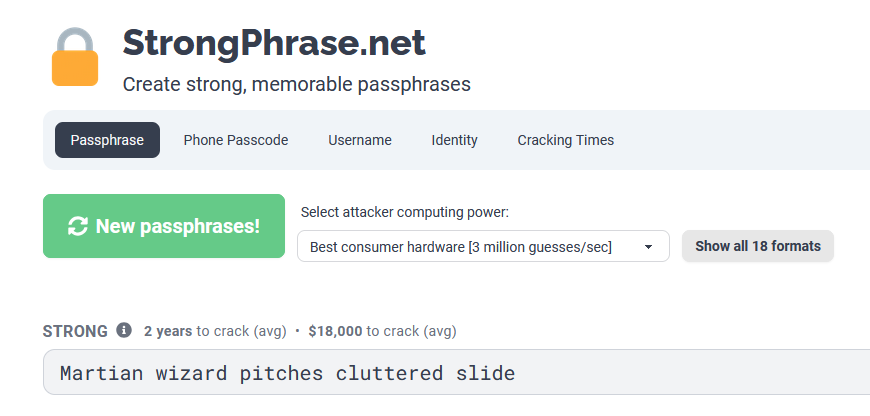 StrongPhrase.net
Create strong, memorable passphrases
Passphrase Phone Passcode Username Identity Cracking Times
Select attacker computing power:
New passphrases!
Best consumer hardware [3 million guesses/sec]
Show all 18 formats
STRONG 2 years to crack (avg) • $18,000 to crack (avg)
Martian wizard pitches cluttered slide